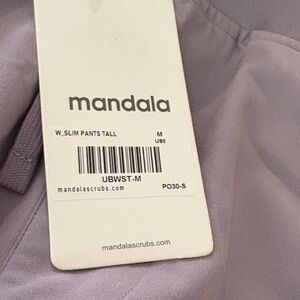 mandala
W_SLIM PANTS TALL M
UBE
UBWST-M
mandalascrubs.com PO30-S
mandalascrubs.com